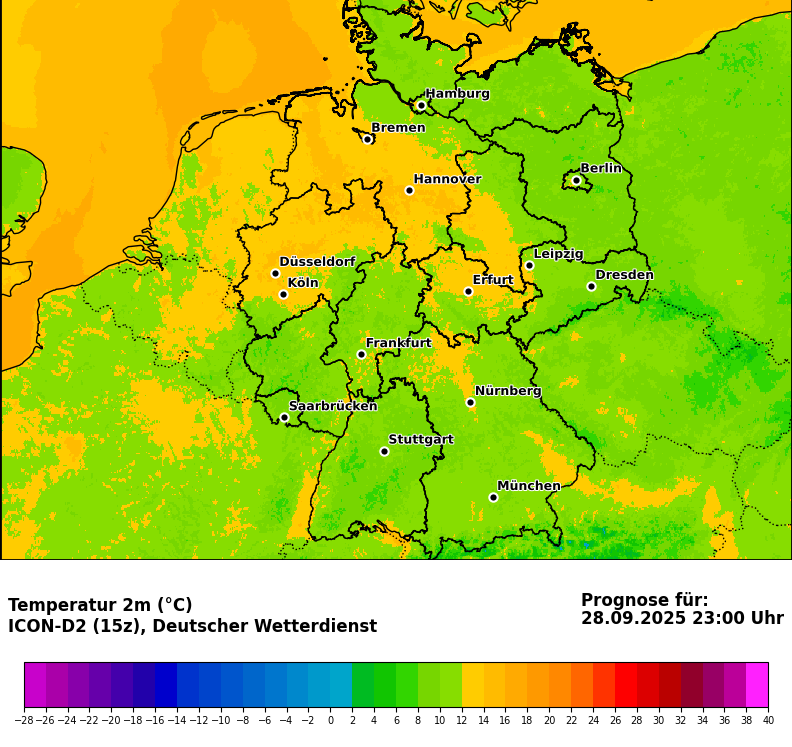 Hamburg
Bremen
Berlin
Hannover
Leipzig
Düsseldorf
Dresden
Köln
Erfurt
Frankfurt
Nürnberg
Saarbrücken
Stuttgart
München
Temperatur 2m (°C)
ICON-D2 (15z), Deutscher Wetterdienst
Prognose für:
28.09.2025 23:00 Uhr
−28 −26 −24 −22 −20 −18 −16 −14 −12 −10 −8 −6 −4 −2 0 2 4 6 8 10 12 14 16 18 20 22 24 26 28 30 32 34 36 38 40